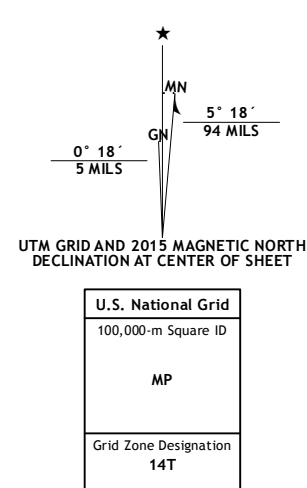 ★
MN
5° 18´
94 MILS
GN
0° 18´
5 MILS
UTM GRID AND 2015 MAGNETIC NORTH
DECLINATION AT CENTER OF SHEET
U.S. National Grid
100,000-m Square ID
MP
Grid Zone Designation
14T